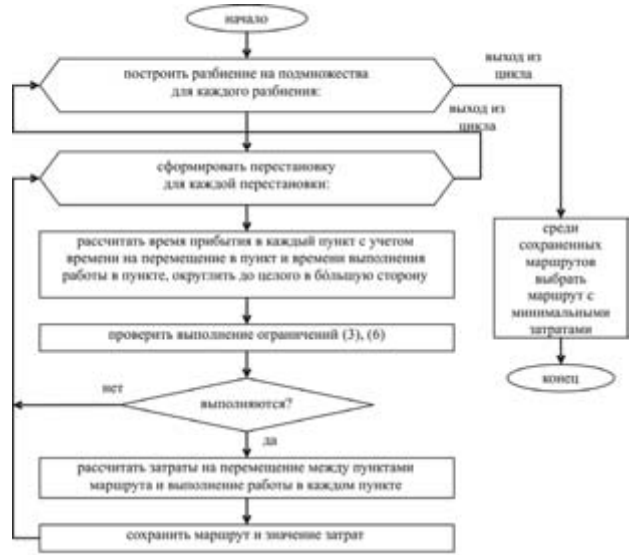 начало
построить разбиение на подмножества
для каждого разбиения:
выход из
цикла
выход из
цикла
сформировать перестановку
для каждой перестановки:
рассчитать время прибытия в каждый пункт с учетом
времени на перемещение в пункт и времени выполнения
работы в пункте, округлить до целого в бо́льшую сторону
проверить выполнение ограничений (3), (6)
нет
выполняются?
да
рассчитать затраты на перемещение между пунктами
маршрута и выполнение работы в каждом пункте
сохранить маршрут и значение затрат
среди
сохраненных
маршрутов
выбрать
маршрут с
минимальными
затратами
конец